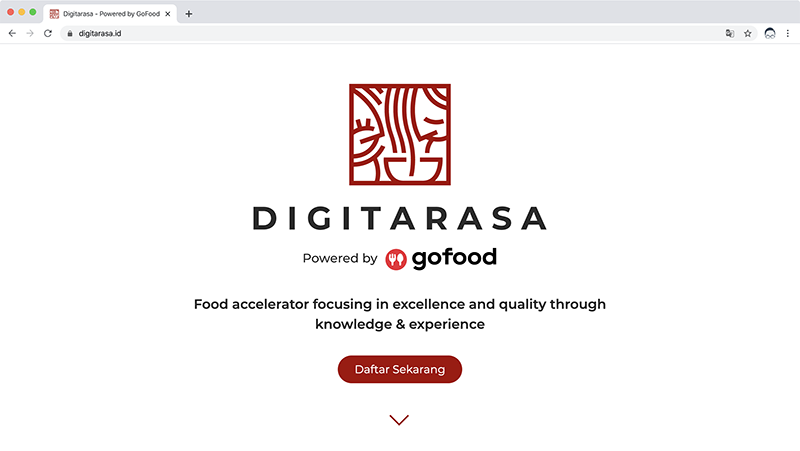 Digitarasa - Powered by GoFood
digitarasa.id
DIGITARASA
Powered by gofood
Food accelerator focusing in excellence and quality through
knowledge & experience
Daftar Sekarang